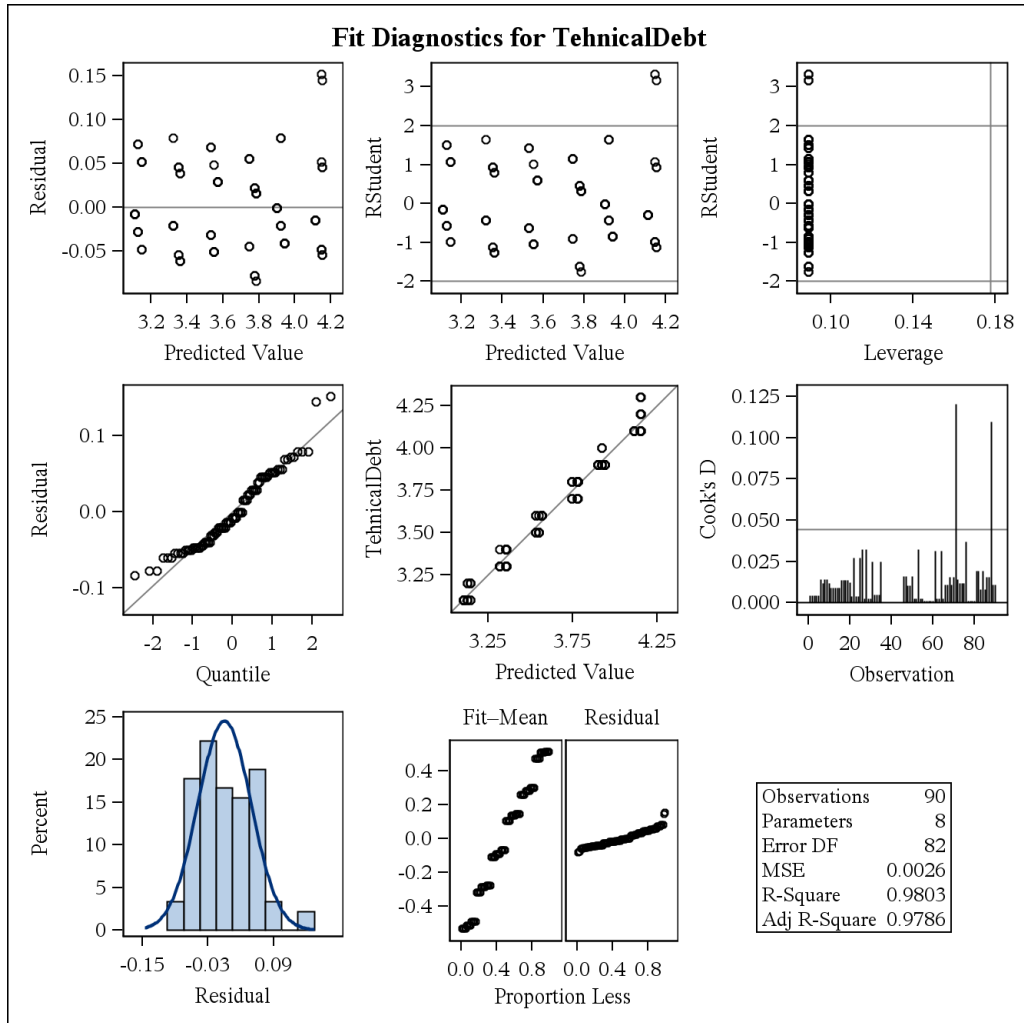 Fit Diagnostics for TehnicalDebt
0.15
0.10
0.05
0.00
-0.05
Residual
3.2 3.4 3.6 3.8 4.0 4.2
Predicted Value
3
2
1
0
-1
-2
RStudent
3.2 3.4 3.6 3.8 4.0 4.2
Predicted Value
3
2
1
0
-1
-2
RStudent
0.10 0.14 0.18
Leverage
0.1
0.0
-0.1
Residual
-2 -1 0 1 2
Quantile
4.25
4.00
3.75
3.50
3.25
TehnicalDebt
3.25 3.75 4.25
Predicted Value
0.125
0.100
0.075
0.050
0.025
0.000
Cook's D
0 20 40 60 80
Observation
25
20
15
10
5
0
Percent
-0.15 -0.03 0.09
Residual
Fit–Mean Residual
0.4
0.2
0.0
-0.2
-0.4
0.0 0.4 0.8 0.0 0.4 0.8
Proportion Less
Observations 90
Parameters 8
Error DF 82
MSE 0.0026
R-Square 0.9803
Adj R-Square 0.9786